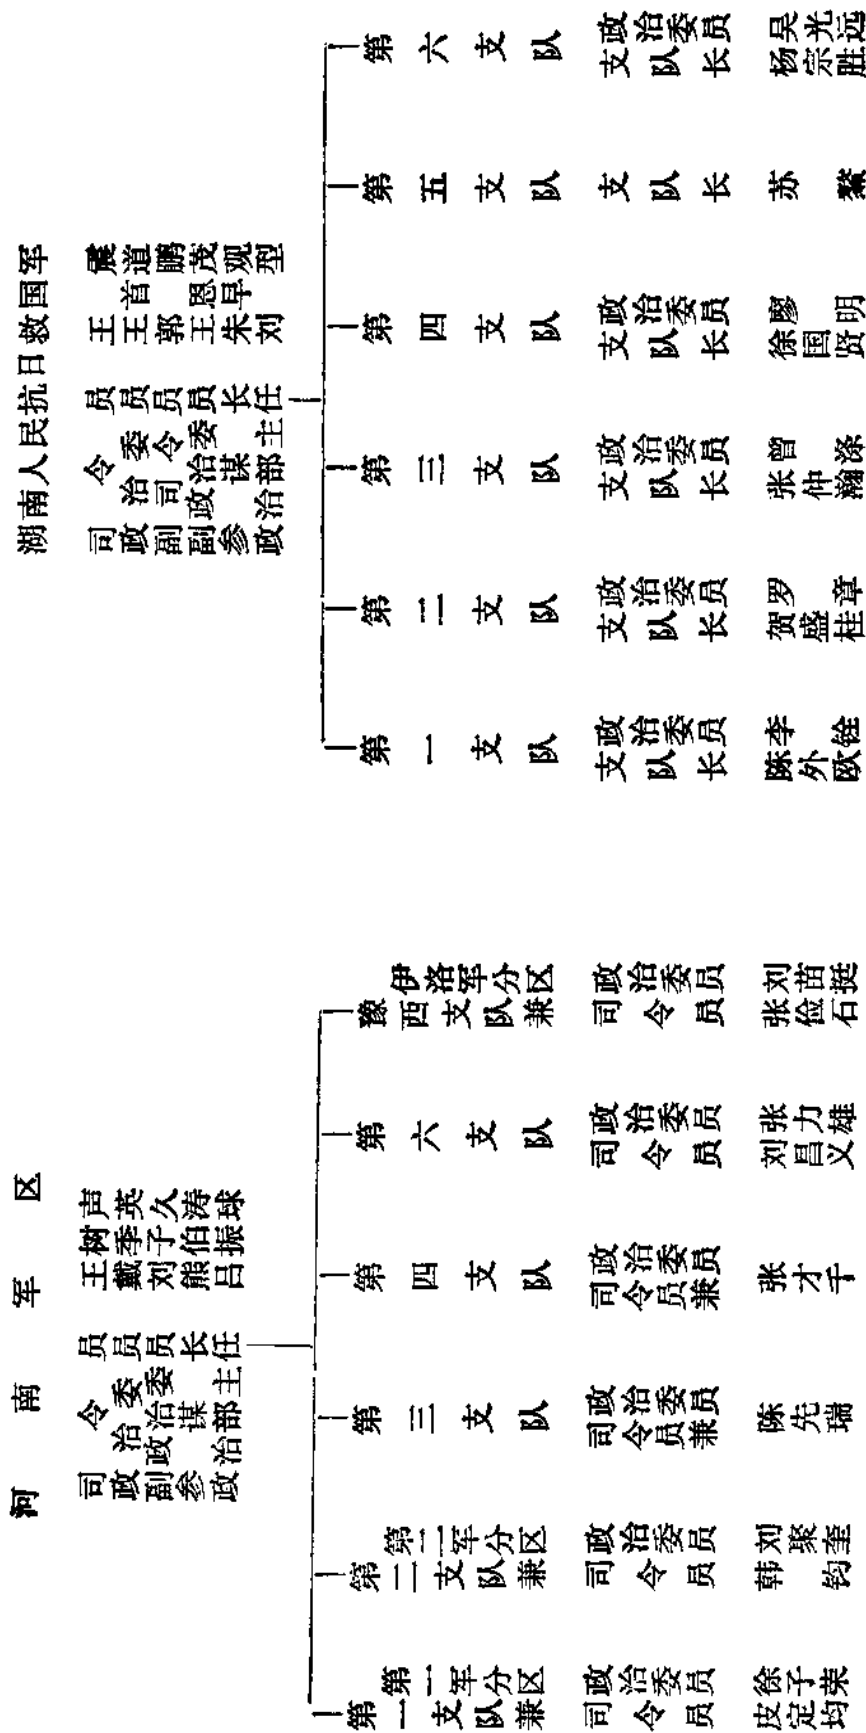 河南军区
司令员 王树声
政治委员 戴季英
副政治委员 刘子久
参谋长 熊伯涛
政治部主任 吕振球
第一支队兼第二军分区
司令员 皮定均
政治委员 徐子荣
第二支队兼第二军分区
司令员 韩钧
政治委员 刘聚奎
第三支队
司令员兼政治委员 陈先瑞
第四支队
司令员兼政治委员 张才千
第六支队
司令员 刘昌义
政治委员 张力雄
豫西支队兼伊洛军分区
司令员 张俭石
政治委员 刘苗挺
湖南人民抗日救国军
司令员 王震
政治委员 王首道
副司令员 郭鹏
副政治委员 王恩茂
参谋长 朱早观
政治部主任 刘型
第一支队
支队长 陈外欧
政治委员 李铨
第二支队
支队长 贺盛桂
政治委员 罗章
第三支队
支队长 张仲瀚
政治委员 曾涤
第四支队
支队长 徐国贤
政治委员 廖明
第五支队
支队长 苏鳌
第六支队
支队长 杨宗胜
政治委员 吴光远